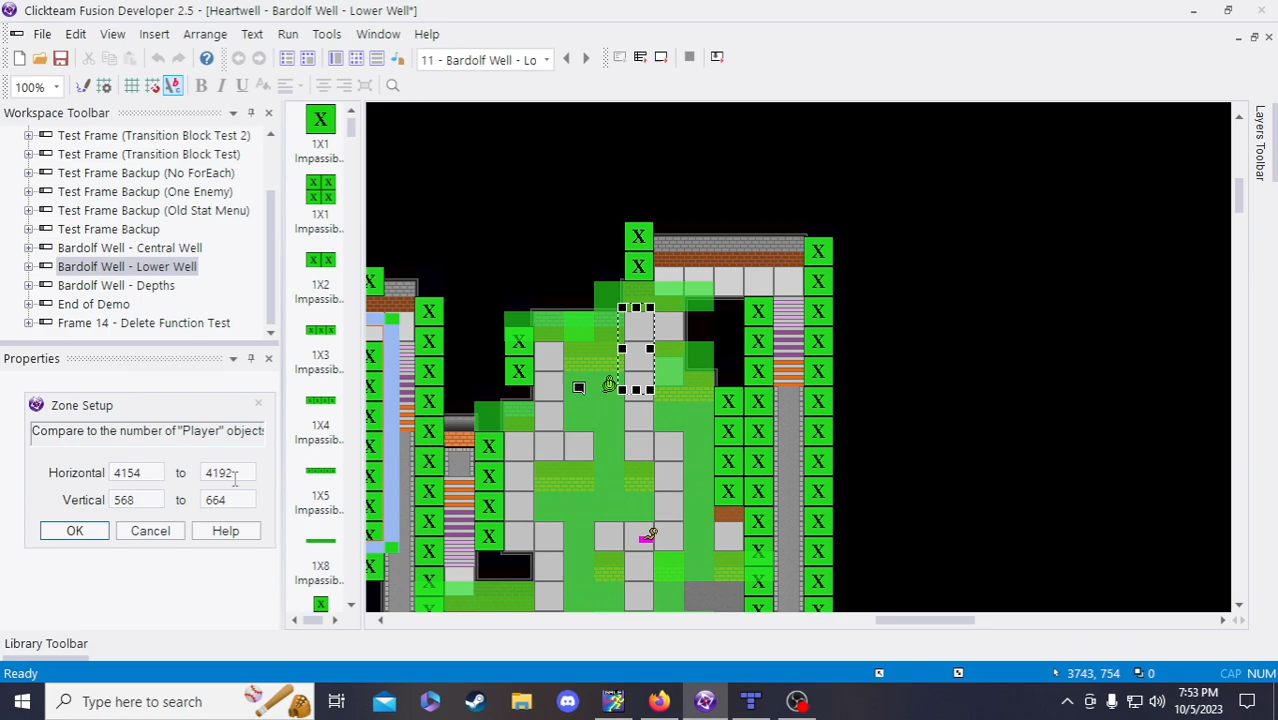 Clickteam Fusion Developer 2.5 - [Heartwell - Bardolf Well - Lower Well*]
File Edit View Insert Arrange Text Run Tools Window Help
11 - Bardolf Well - Lo
100%
B I U A
Workspace Toolbar
Test Frame (Transition Block Test 2)
Test Frame (Transition Block Test)
Test Frame Backup (No ForEach)
Test Frame Backup (One Enemy)
Test Frame Backup (Old Stat Menu)
Test Frame Backup
Bardolf Well - Central Well
Bardolf Well - Lower Well
Bardolf Well - Depths
End of Demo
Frame 14 - Delete Function Test
Properties
Zone Setup
Compare to the number of "Player" objects
Horizontal 4154 to 4192
Vertical 568 to 664
OK Cancel Help
Library Toolbar
X
1X1
Impassib..
X X
X X
1X1
Impassib..
X X
1X2
Impassib..
1X3
Impassib..
1X4
Impassib..
1X5
Impassib..
1X8
Impassib..
X
Layers Toolbar
Ready
3743, 754
0
CAP NUM
Type here to search
7:53 PM
10/5/2023